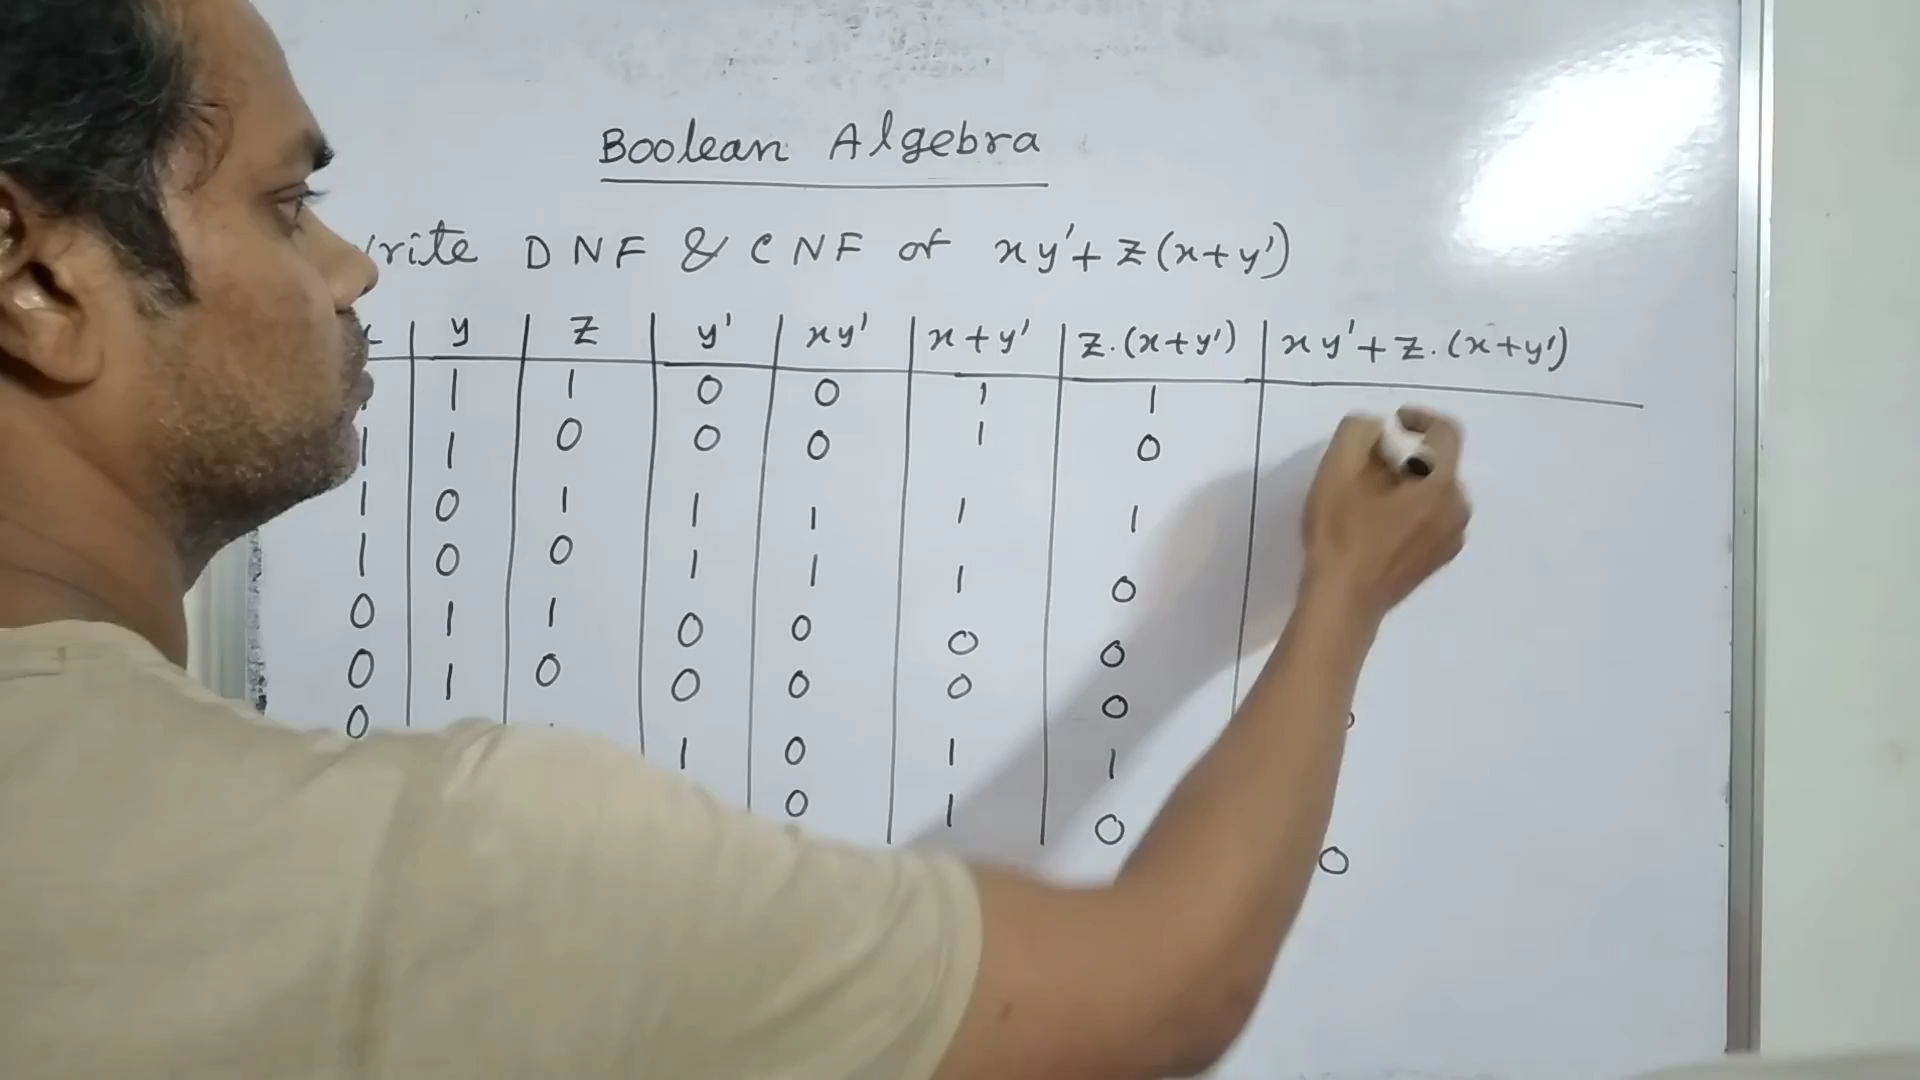 Boolean Algebra
rite DNF & CNF of xy'+z(x+y')
y z y' xy' x+y' z.(x+y') xy'+z.(x+y')
1 1 0 0 1 1
1 1 0 0 0 1 0
1 0 1 1 1 1 1
1 0 0 1 1 1 0
0 1 1 0 0 0 0
0 1 0 0 0 0 0
0 1 0 1 1
0 1 0
0